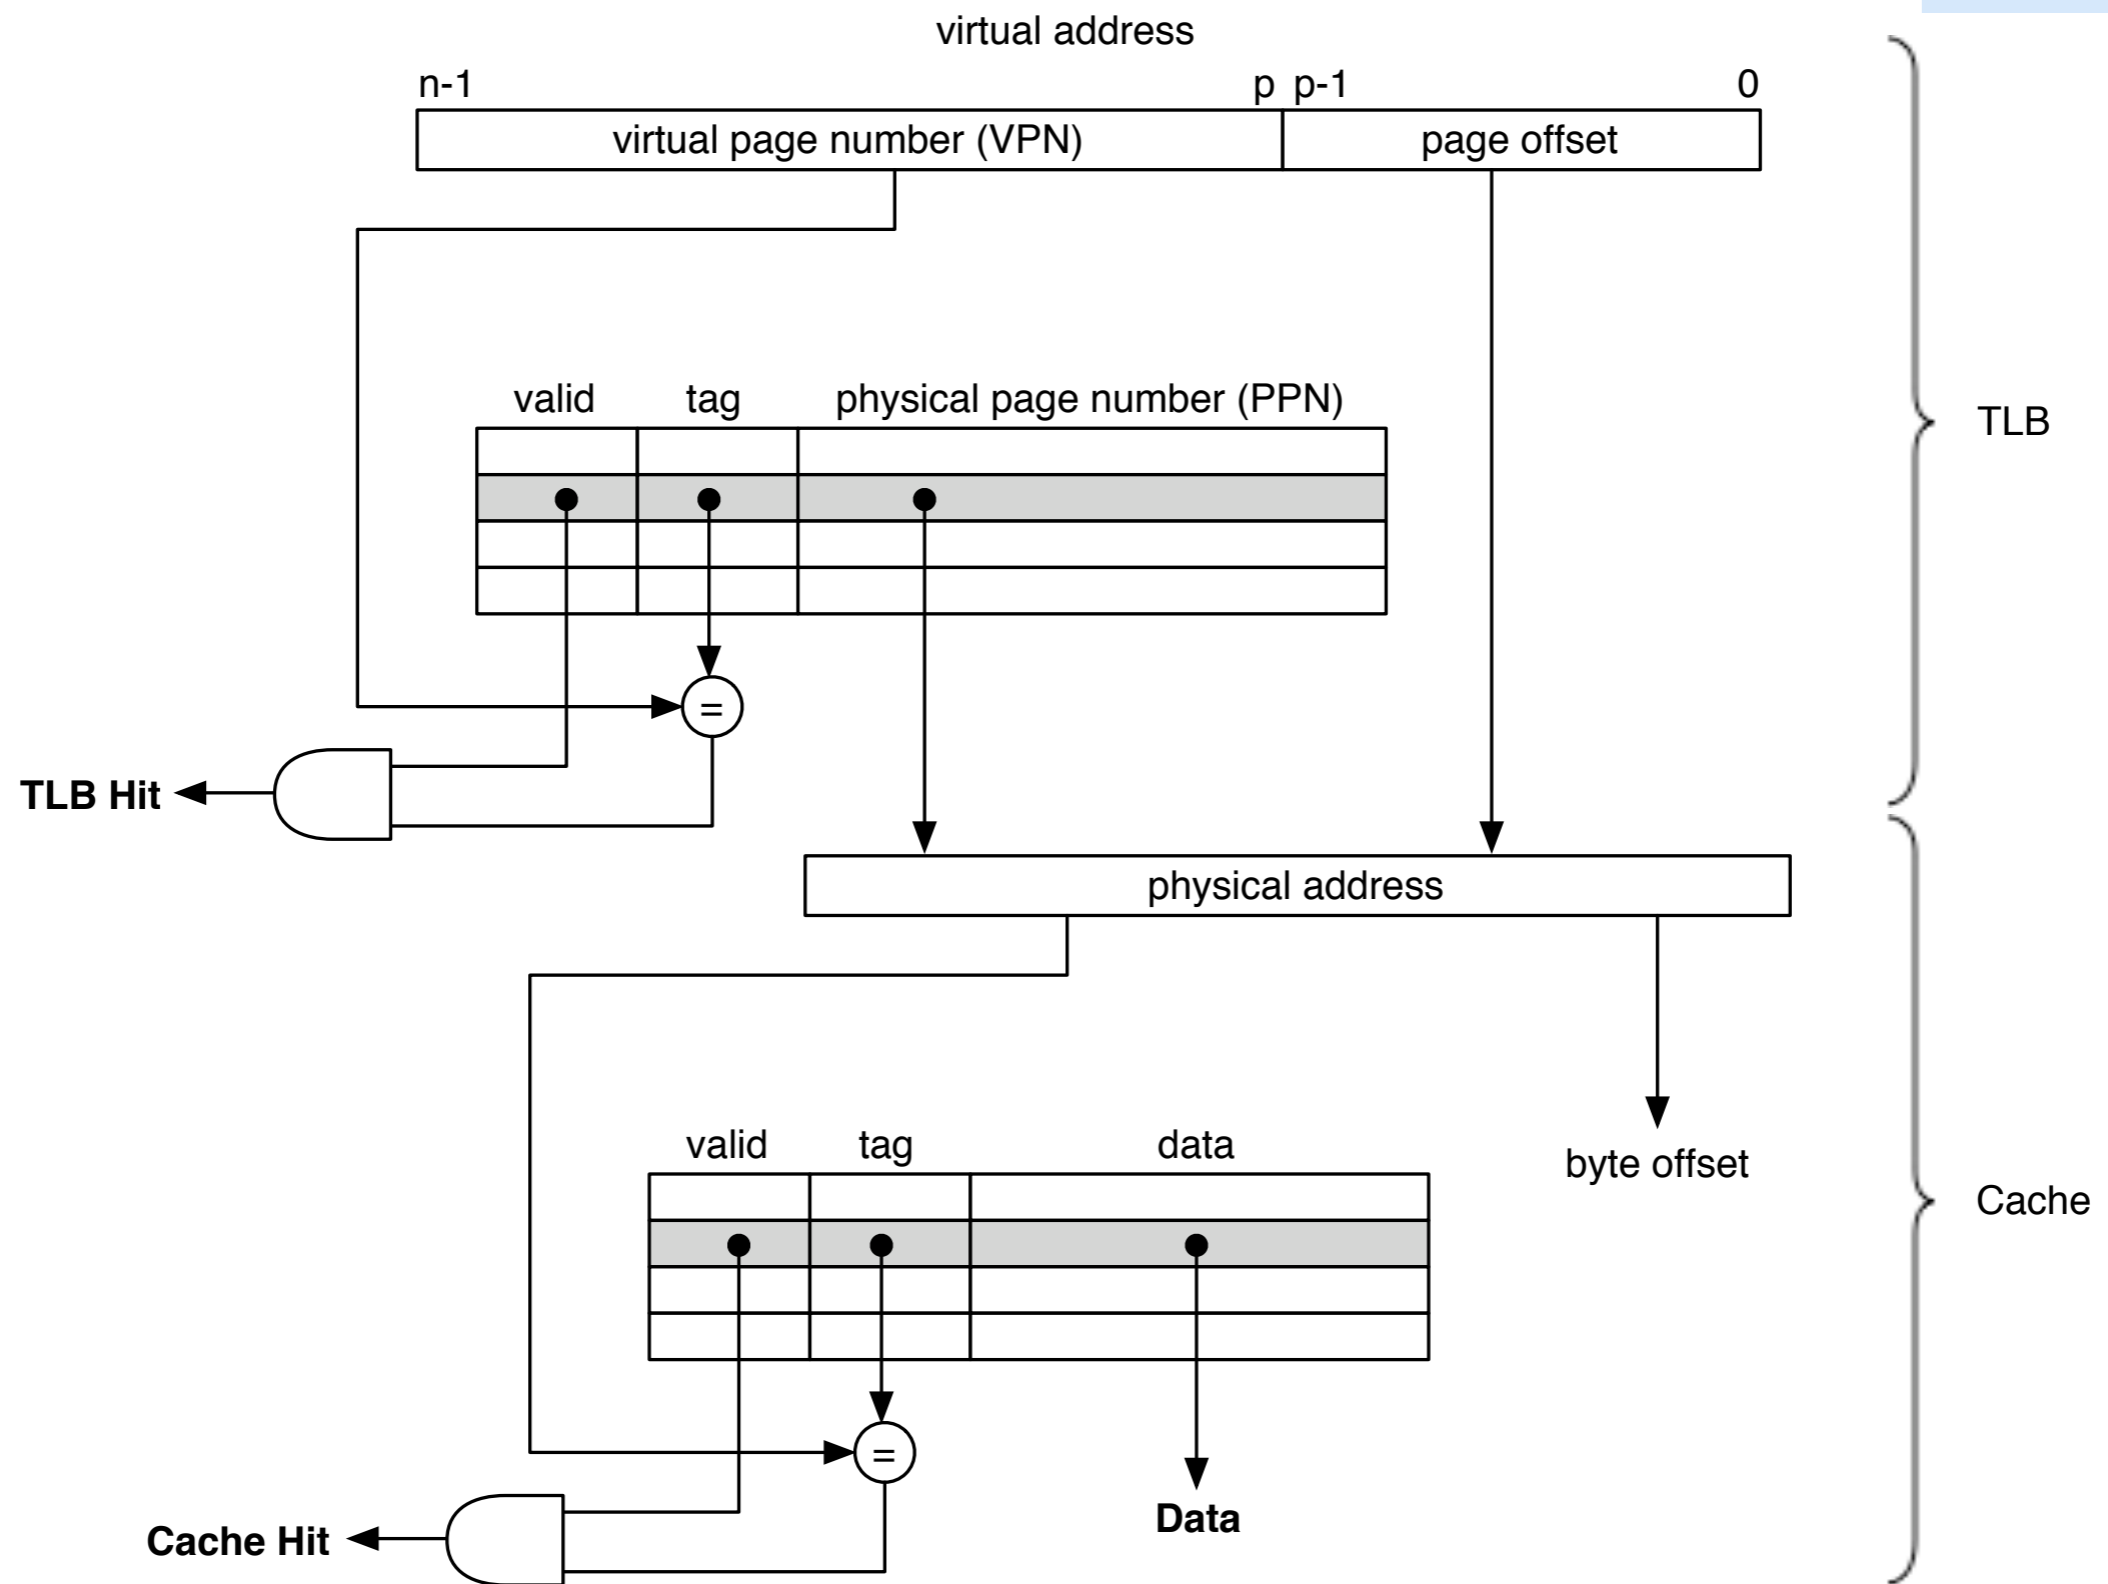 virtual address
n-1 p p-1 0
virtual page number (VPN) page offset
valid tag physical page number (PPN)
TLB
=
TLB Hit
physical address
valid tag data
byte offset
Cache
=
Data
Cache Hit